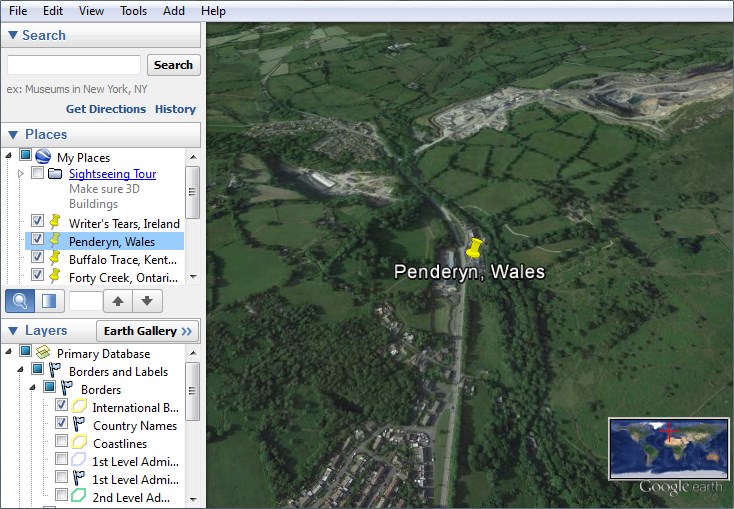 File Edit View Tools Add Help
Search
Search
ex: Museums in New York, NY
Get Directions History
Places
My Places
Sightseeing Tour
Make sure 3D
Buildings
Writer's Tears, Ireland
Penderyn, Wales
Buffalo Trace, Kent...
Forty Creek, Ontari...
Layers
Earth Gallery >>
Primary Database
Borders and Labels
Borders
International B...
Country Names
Coastlines
1st Level Admi...
1st Level Admi...
2nd Level Ad...
Penderyn, Wales
Google earth